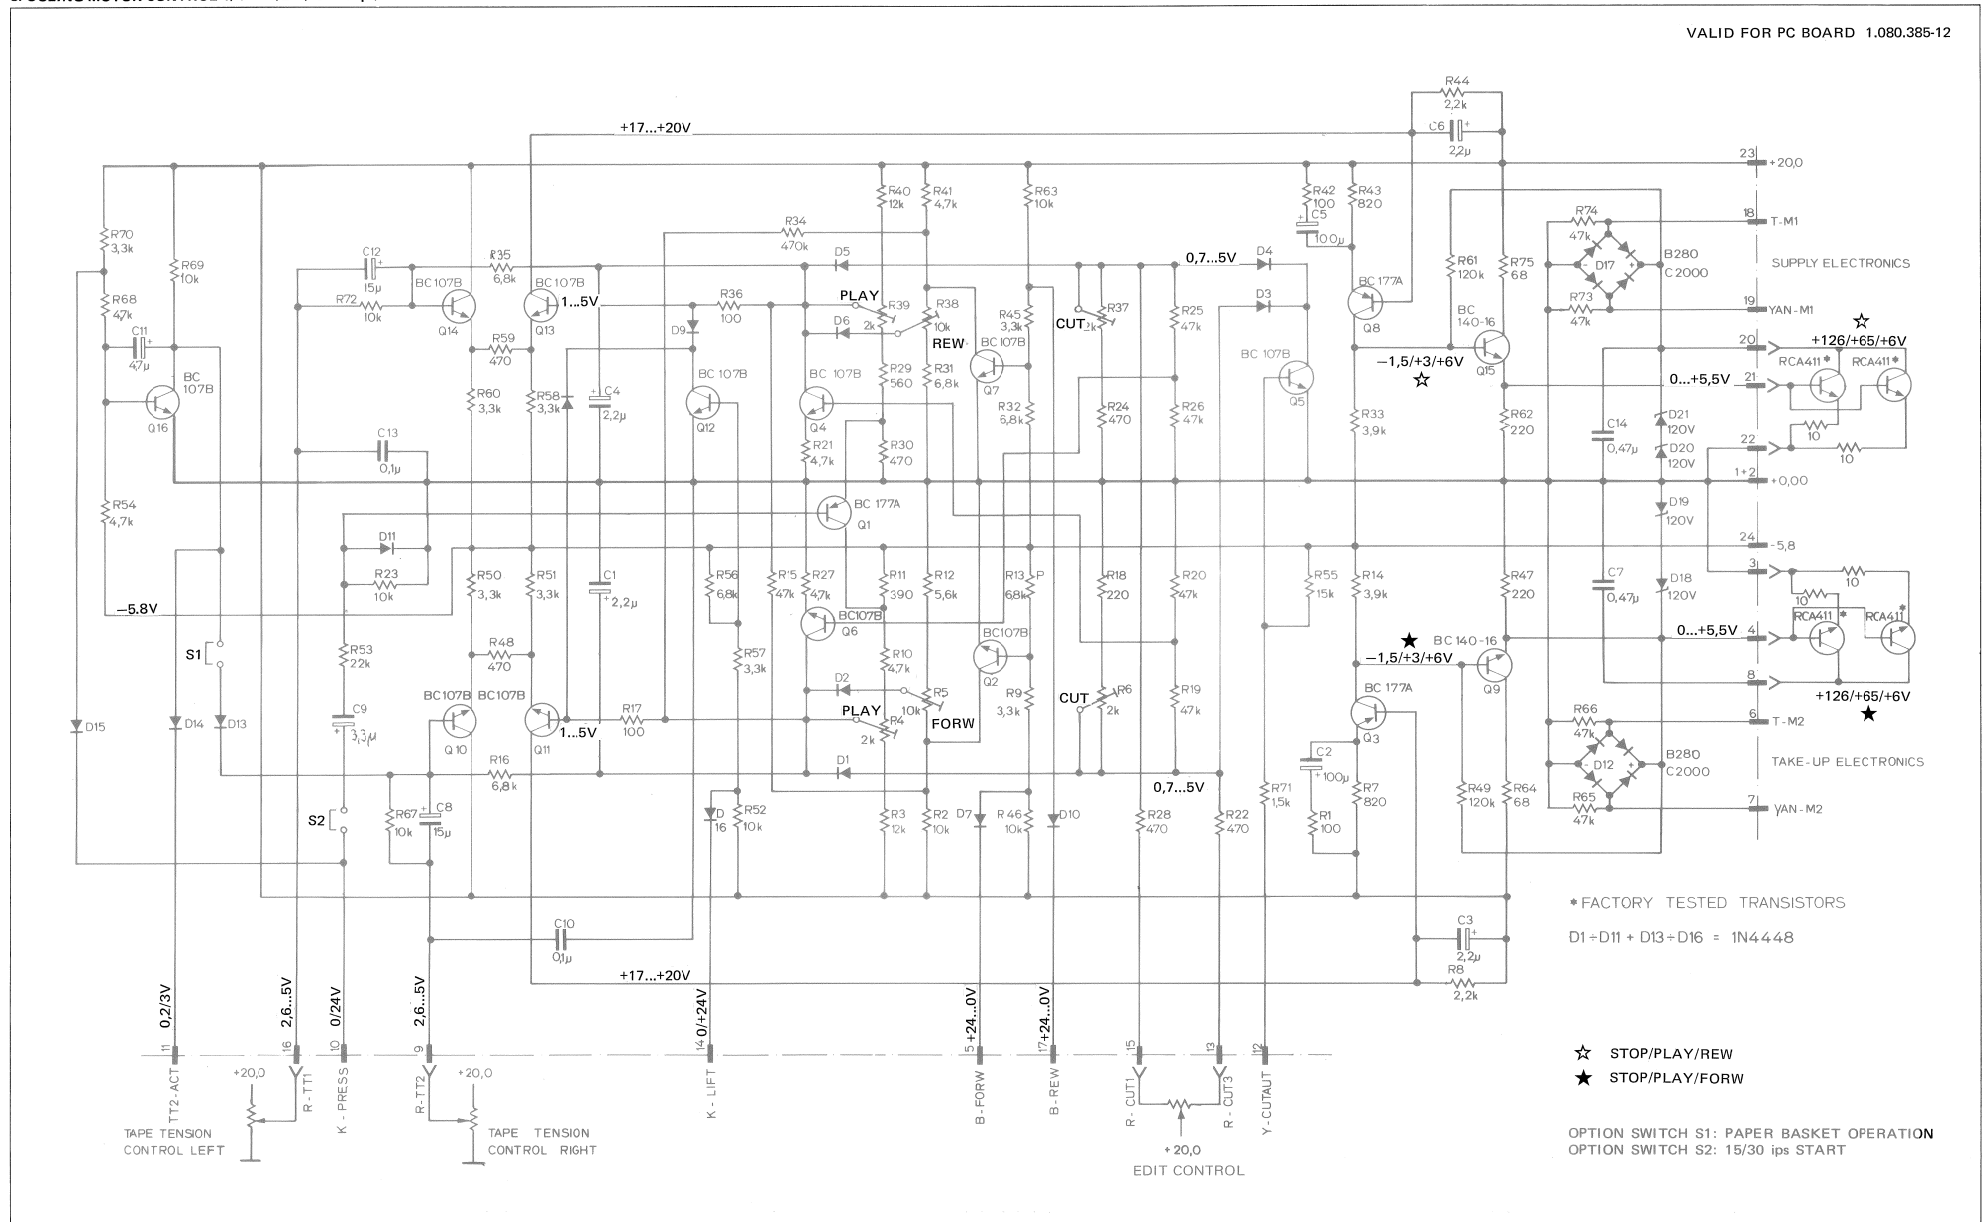 VALID FOR PC BOARD 1.080.385-12
R44
2,2k
C6 +
2,2µ
+17...+20V
23
+20,0
R40
12k
R41
4,7k
R63
10k
R42
100
C5
100µ
R43
820
R74
47k
18
T-M1
R70
3,3k
R69
10k
C12
15µ
R35
6,8k
R34
470k
D5
0,7...5V
D4
R61
120k
R75
68
D17
B280
C2000
SUPPLY ELECTRONICS
R68
4,7k
R72
10k
BC107B
Q14
BC107B
Q13
1...5V
R36
100
PLAY
R39
2k
R38
10k
REW
D6
D9
R45
3,3k
CUT
R37
2k
R25
47k
D3
BC177A
Q8
BC
140-16
Q15
R73
47k
19
YAN-M1
C11
4,7µ
R59
470
BC107B
Q7
BC 107B
Q5
-1,5/+3/+6V
20
+126/+65/+6V
RCA411*
RCA411*
21
0...+5,5V
BC
107B
Q16
R60
3,3k
R58
3,3k
C4
2,2µ
BC 107B
Q12
BC 107B
Q4
R29
560
R31
6,8k
R32
6,8k
R24
470
R26
47k
R33
3,9k
R62
220
C14
0,47µ
D21
120V
D20
120V
10
22
10
C13
0,1µ
R21
4,7k
R30
470
1+2
+0,00
R54
4,7k
BC 177A
Q1
D19
120V
D11
24
-5,8
R23
10k
R50
3,3k
R51
3,3k
C1
2,2µ
R56
6,8k
R15
47k
R27
4,7k
R11
390
R12
5,6k
R13 P
6,8k
R18
220
R20
47k
R55
15k
R14
3,9k
R47
220
C7
0,47µ
D18
120V
3
10
10
RCA411*
RCA411*
-5.8V
BC107B
Q6
0...+5,5V
4
S1
R53
22k
R48
470
R57
3,3k
R10
4,7k
BC107B
Q2
BC 140-16
Q9
-1,5/+3/+6V
8
+126/+65/+6V
D2
R5
10k
FORW
R9
3,3k
CUT
R6
2k
R19
47k
BC 177A
Q3
D15
D14
D13
C9
3,3µ
BC107B
Q10
BC107B
Q11
1...5V
R17
100
PLAY
R4
2k
R66
47k
6
T-M2
R16
6,8k
D1
0,7...5V
C2
100µ
D12
B280
C2000
TAKE-UP ELECTRONICS
S2
R67
10k
C8
15µ
D
16
R52
10k
R3
12k
R2
10k
D7
R46
10k
D10
R28
470
R22
470
R71
1,5k
R1
100
R7
820
R49
120k
R64
68
R65
47k
7
YAN-M2
* FACTORY TESTED TRANSISTORS
D1÷D11 + D13÷D16 = 1N4448
C10
0,1µ
C3
2,2µ
R8
2,2k
+17...+20V
0,2/3V
2,6...5V
0/24V
2,6...5V
0/+24V
+24...0V
+24...0V
11
16
10
9
14
5
17
15
13
12
TT2-ACT
R-TT1
K-PRESS
R-TT2
K-LIFT
B-FORW
B-REW
R-CUT1
R-CUT3
Y-CUTAUT
+20,0
+20,0
☆ STOP/PLAY/REW
★ STOP/PLAY/FORW
TAPE TENSION
CONTROL LEFT
TAPE TENSION
CONTROL RIGHT
+20,0
EDIT CONTROL
OPTION SWITCH S1: PAPER BASKET OPERATION
OPTION SWITCH S2: 15/30 ips START